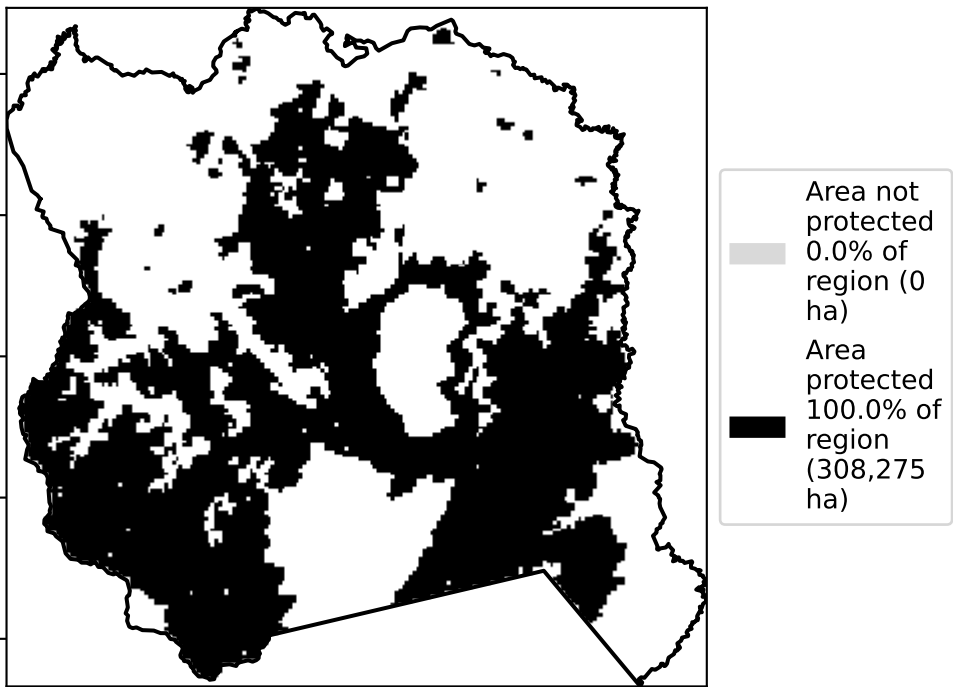 Area not
protected
0.0% of
region (0
ha)
Area
protected
100.0% of
region
(308,275
ha)